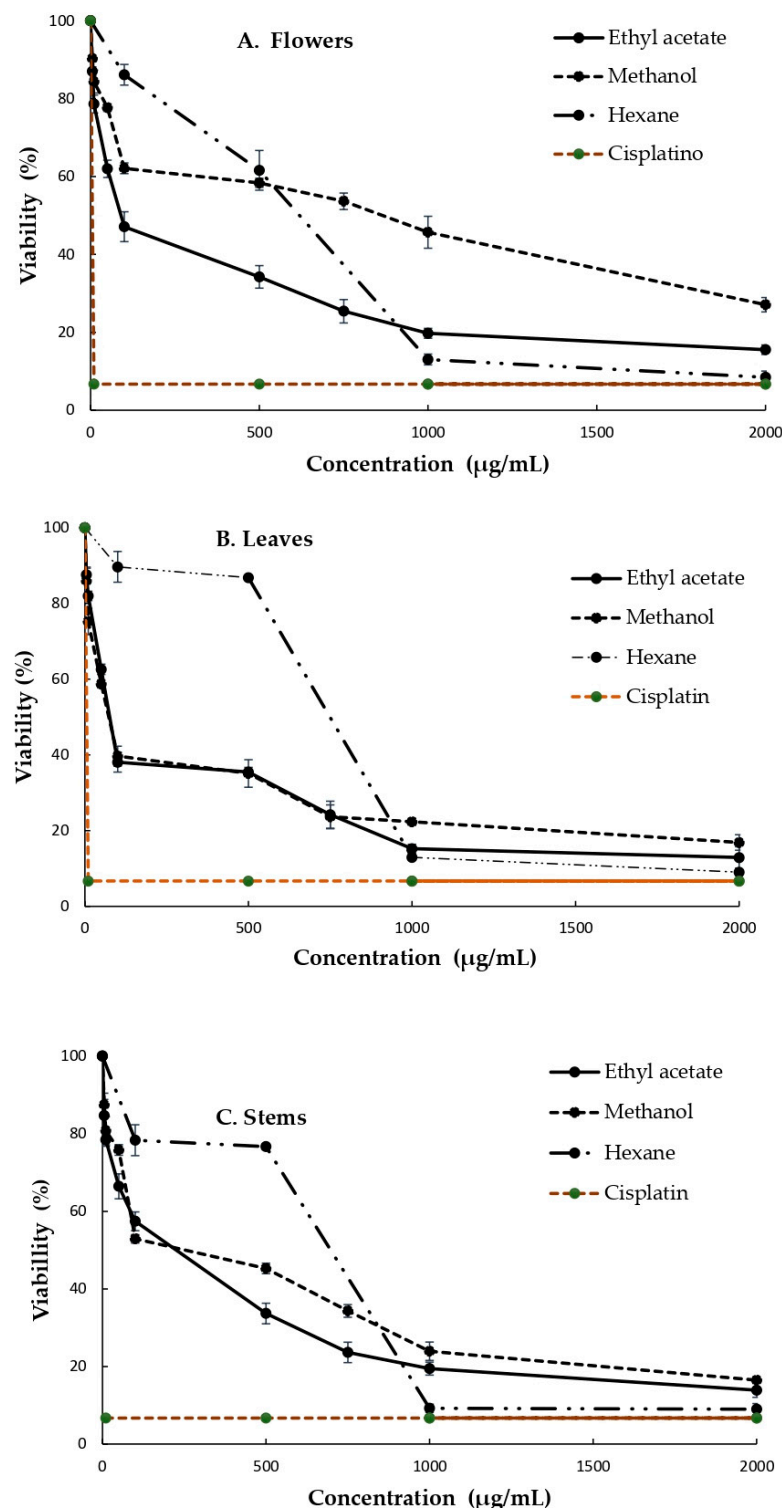 A. Flowers
Ethyl acetate
Methanol
Hexane
Cisplatino
Viability (%)
100
80
60
40
20
0
0 500 1000 1500 2000
Concentration (µg/mL)
B. Leaves
Ethyl acetate
Methanol
Hexane
Cisplatin
Viability (%)
100
80
60
40
20
0
0 500 1000 1500 2000
Concentration (µg/mL)
C. Stems
Ethyl acetate
Methanol
Hexane
Cisplatin
Viabillity (%)
100
80
60
40
20
0
0 500 1000 1500 2000
Concentration (µg/mL)